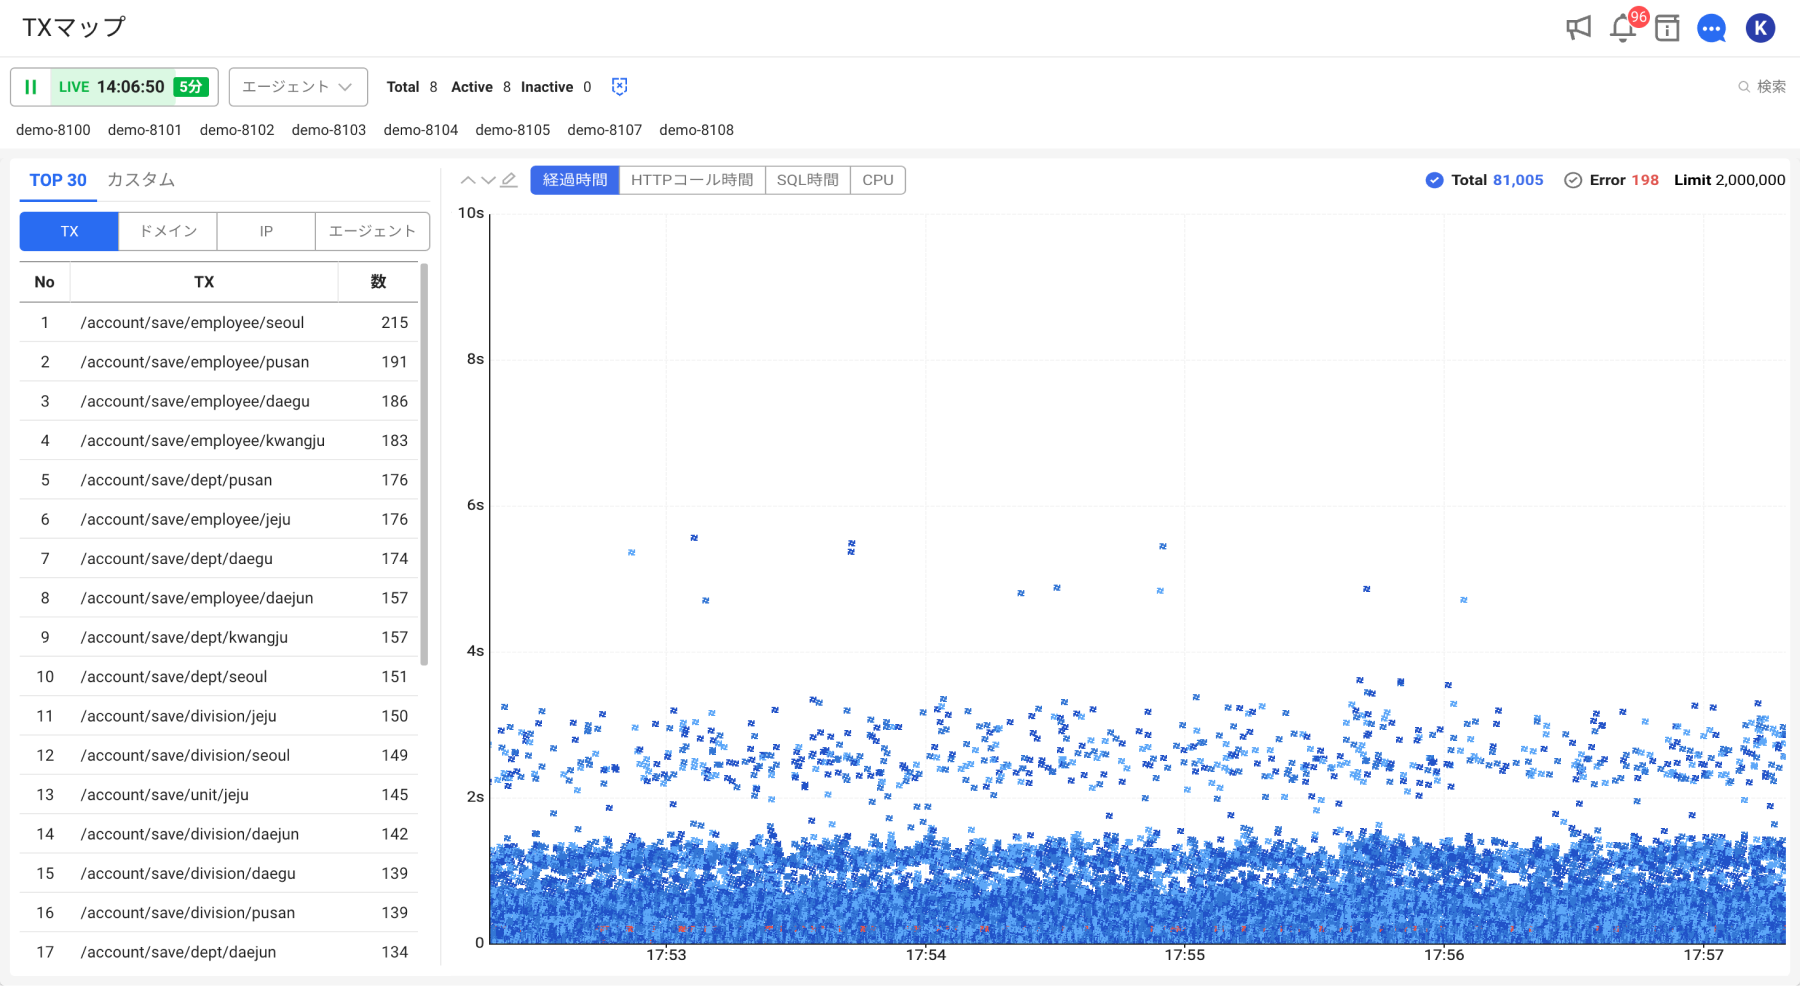 TXマップ
96
K
LIVE 14:06:50 5分
エージェント
Total 8 Active 8 Inactive 0
検索
demo-8100 demo-8101 demo-8102 demo-8103 demo-8104 demo-8105 demo-8107 demo-8108
TOP 30 カスタム
TX ドメイン IP エージェント
No TX 数
1 /account/save/employee/seoul 215
2 /account/save/employee/pusan 191
3 /account/save/employee/daegu 186
4 /account/save/employee/kwangju 183
5 /account/save/dept/pusan 176
6 /account/save/employee/jeju 176
7 /account/save/dept/daegu 174
8 /account/save/employee/daejun 157
9 /account/save/dept/kwangju 157
10 /account/save/dept/seoul 151
11 /account/save/division/jeju 150
12 /account/save/division/seoul 149
13 /account/save/unit/jeju 145
14 /account/save/division/daejun 142
15 /account/save/division/daegu 139
16 /account/save/division/pusan 139
17 /account/save/dept/daejun 134
経過時間 HTTPコール時間 SQL時間 CPU
Total 81,005 Error 198 Limit 2,000,000
10s
8s
6s
4s
2s
0
17:53 17:54 17:55 17:56 17:57